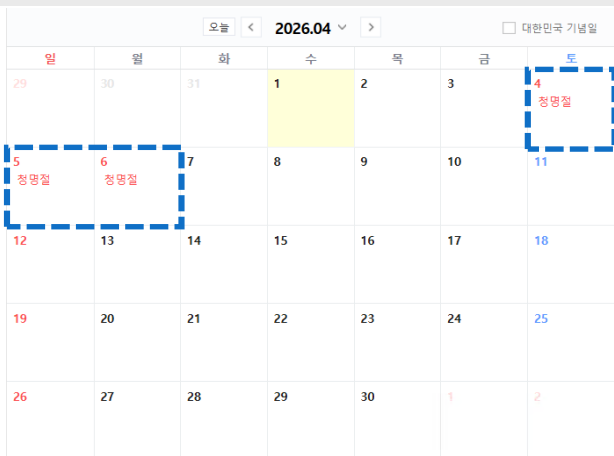 오늘 < 2026.04 > 대한민국 기념일
일 월 화 수 목 금 토
29 30 31 1 2 3 4
정명절
5 6 7 8 9 10 11
정명절 정명절
12 13 14 15 16 17 18
19 20 21 22 23 24 25
26 27 28 29 30 1 2